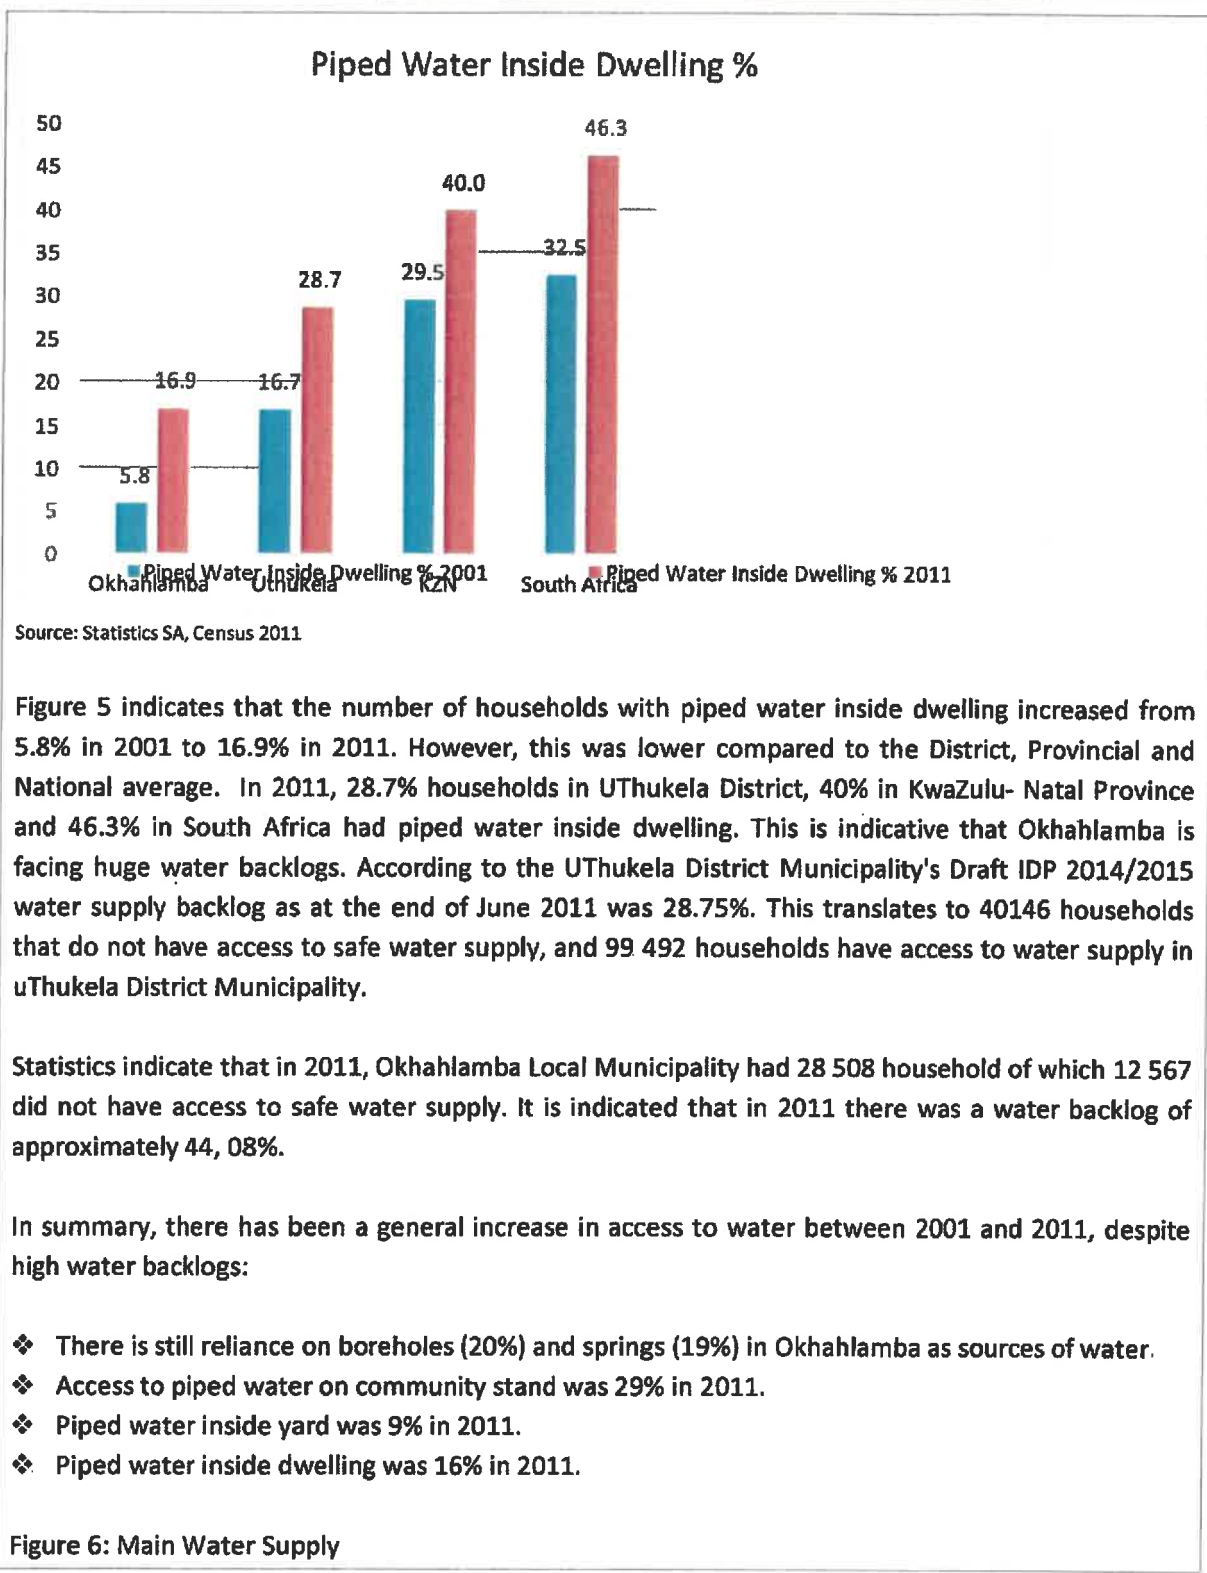 Piped Water Inside Dwelling %
50
45
40
35
30
25
20
15
10
5
0
5.8
16.9
16.7
28.7
29.5
40.0
32.5
46.3
Okhahlamba
Uthukela
KZN
South Africa
Piped Water Inside Dwelling % 2001
Piped Water Inside Dwelling % 2011
Source: Statistics SA, Census 2011
Figure 5 indicates that the number of households with piped water inside dwelling increased from
5.8% in 2001 to 16.9% in 2011. However, this was lower compared to the District, Provincial and
National average. In 2011, 28.7% households in UThukela District, 40% in KwaZulu- Natal Province
and 46.3% in South Africa had piped water inside dwelling. This is indicative that Okhahlamba is
facing huge water backlogs. According to the UThukela District Municipality's Draft IDP 2014/2015
water supply backlog as at the end of June 2011 was 28.75%. This translates to 40146 households
that do not have access to safe water supply, and 99 492 households have access to water supply in
uThukela District Municipality.
Statistics indicate that in 2011, Okhahlamba Local Municipality had 28 508 household of which 12 567
did not have access to safe water supply. It is indicated that in 2011 there was a water backlog of
approximately 44, 08%.
In summary, there has been a general increase in access to water between 2001 and 2011, despite
high water backlogs:
❖ There is still reliance on boreholes (20%) and springs (19%) in Okhahlamba as sources of water.
❖ Access to piped water on community stand was 29% in 2011.
❖ Piped water inside yard was 9% in 2011.
❖ Piped water inside dwelling was 16% in 2011.
Figure 6: Main Water Supply